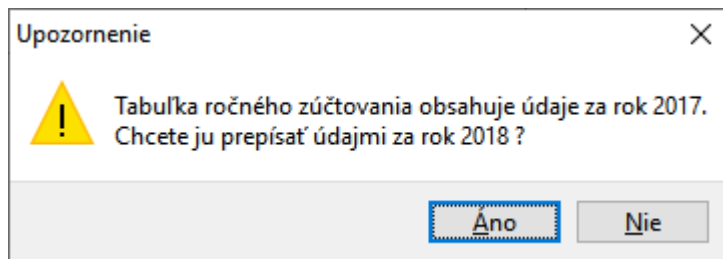 Upozornenie
Tabuľka ročného zúčtovania obsahuje údaje za rok 2017.
Chcete ju prepísať údajmi za rok 2018 ?
Áno
Nie